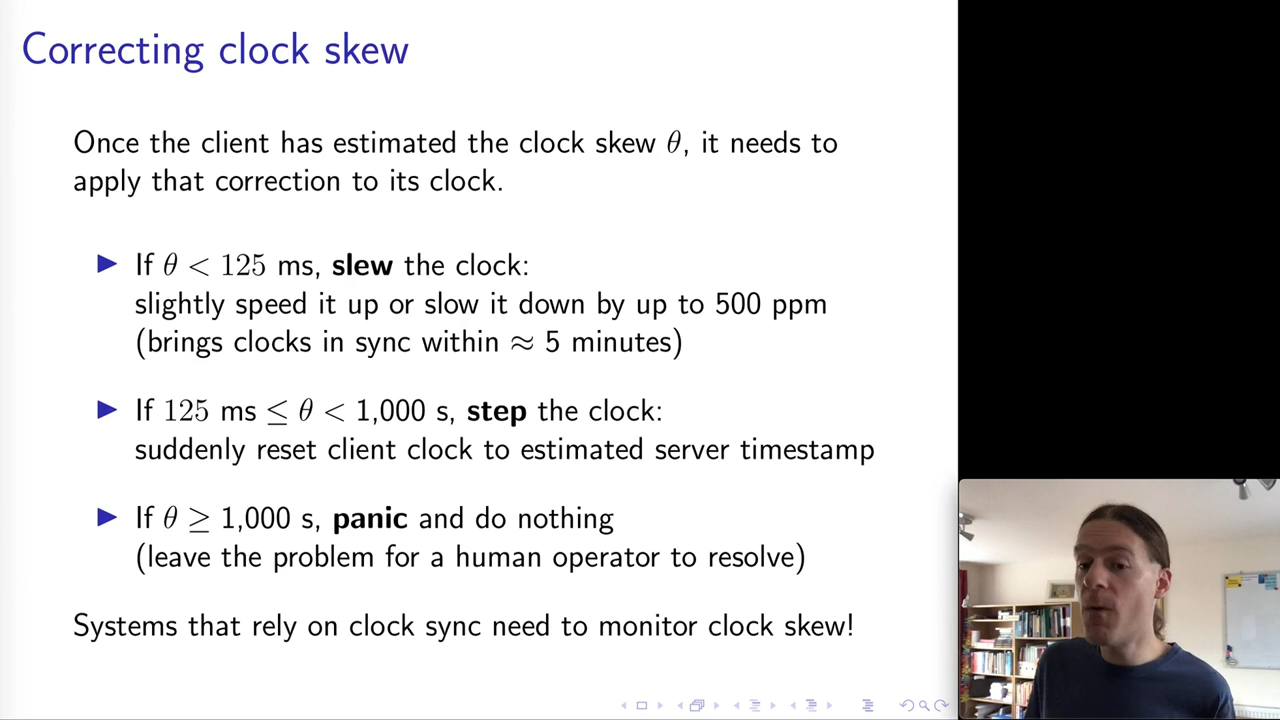 Correcting clock skew
Once the client has estimated the clock skew θ, it needs to
apply that correction to its clock.
▶ If θ < 125 ms, slew the clock:
slightly speed it up or slow it down by up to 500 ppm
(brings clocks in sync within ≈ 5 minutes)
▶ If 125 ms ≤ θ < 1,000 s, step the clock:
suddenly reset client clock to estimated server timestamp
▶ If θ ≥ 1,000 s, panic and do nothing
(leave the problem for a human operator to resolve)
Systems that rely on clock sync need to monitor clock skew!